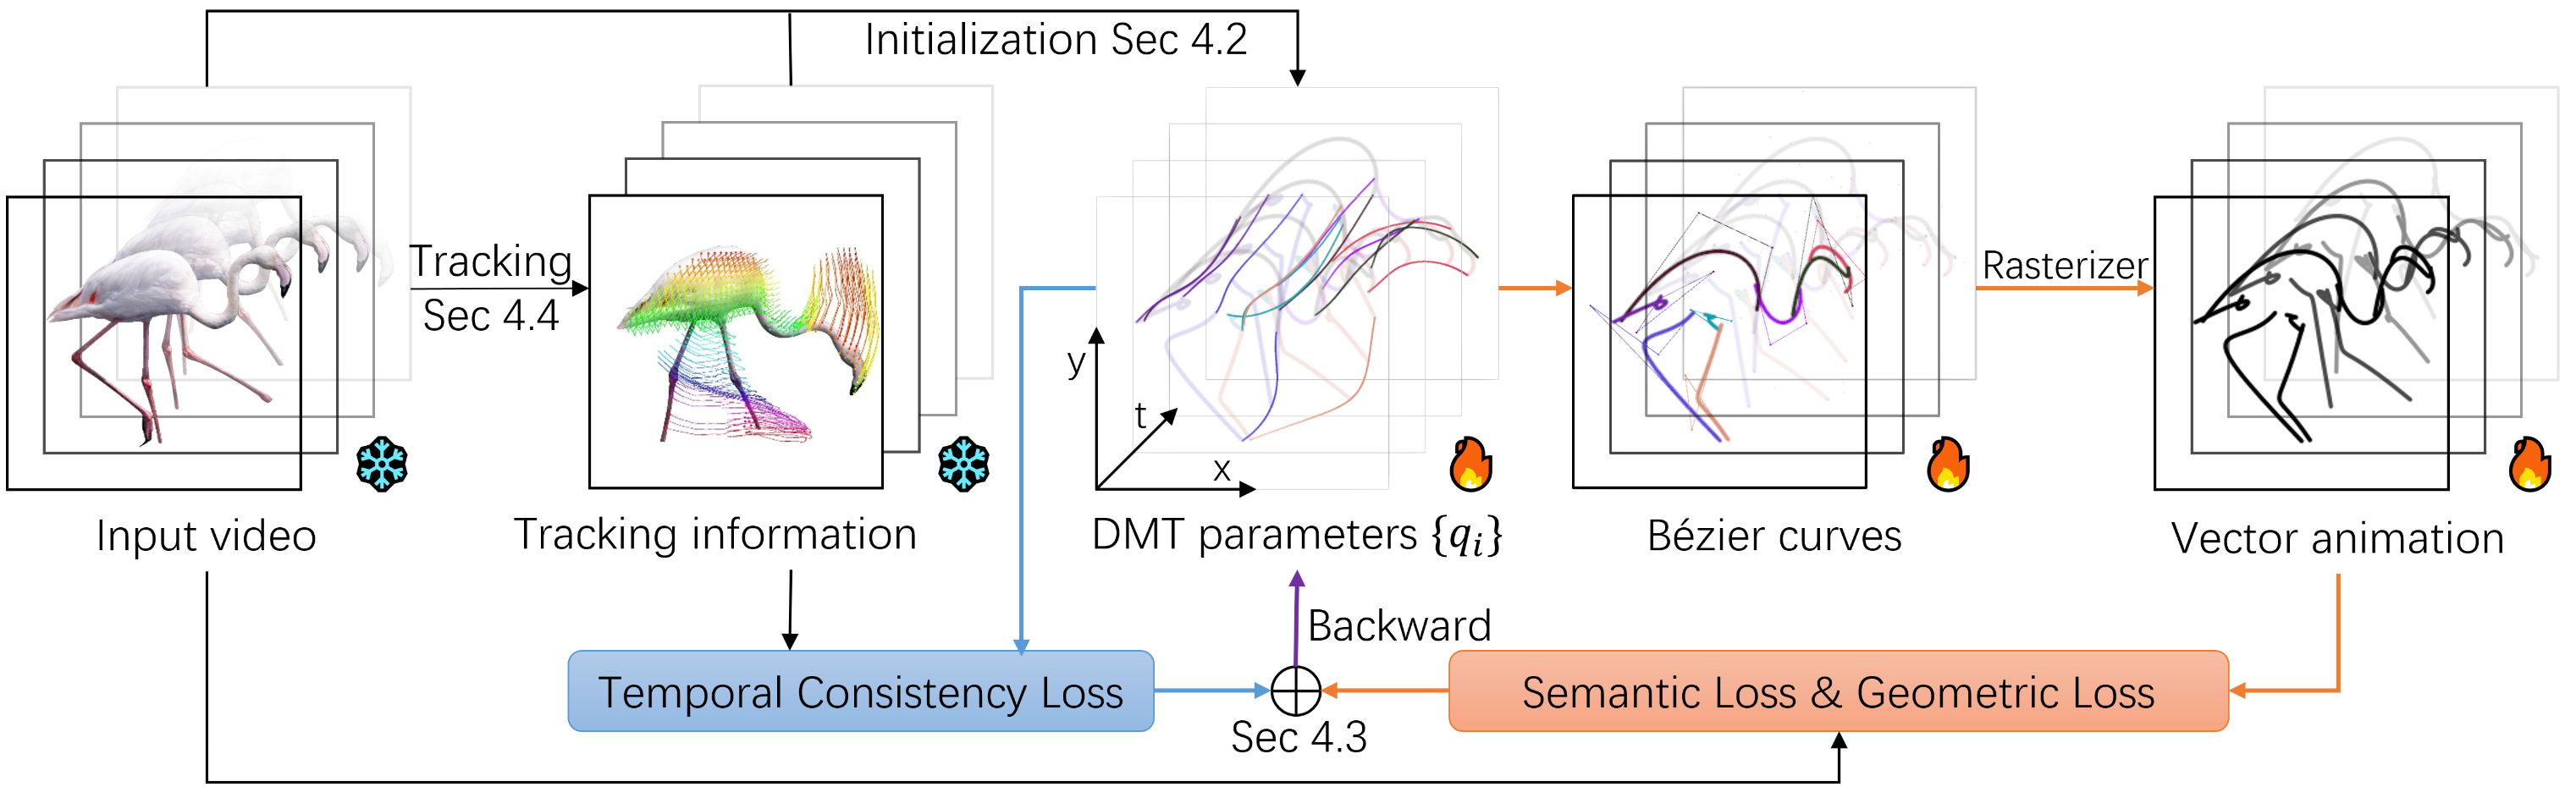 Initialization Sec 4.2
Tracking
Sec 4.4
Rasterizer
y
t
x
Input video
Tracking information
DMT parameters {qᵢ}
Bézier curves
Vector animation
Backward
Temporal Consistency Loss
Semantic Loss & Geometric Loss
Sec 4.3